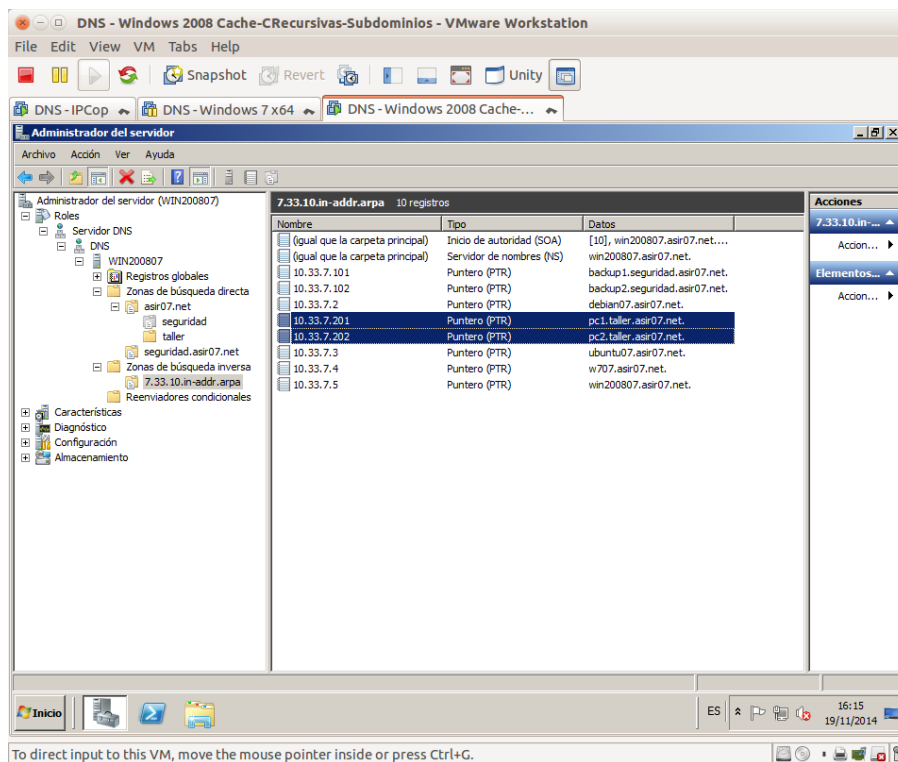 DNS - Windows 2008 Cache-CRecursivas-Subdominios - VMware Workstation
File Edit View VM Tabs Help
Snapshot Revert Unity
DNS - IPCop DNS - Windows 7 x64 DNS - Windows 2008 Cache-...
Administrador del servidor
Archivo Acción Ver Ayuda
Administrador del servidor (WIN200807)
Roles
Servidor DNS
DNS
WIN200807
Registros globales
Zonas de búsqueda directa
asir07.net
seguridad
taller
seguridad.asir07.net
Zonas de búsqueda inversa
7.33.10.in-addr.arpa
Reenviadores condicionales
Características
Diagnóstico
Configuración
Almacenamiento
7.33.10.in-addr.arpa 10 registros
Nombre Tipo Datos
(igual que la carpeta principal) Inicio de autoridad (SOA) [10], win200807.asir07.net....
(igual que la carpeta principal) Servidor de nombres (NS) win200807.asir07.net.
10.33.7.101 Puntero (PTR) backup1.seguridad.asir07.net.
10.33.7.102 Puntero (PTR) backup2.seguridad.asir07.net.
10.33.7.2 Puntero (PTR) debian07.asir07.net.
10.33.7.201 Puntero (PTR) pc1.taller.asir07.net.
10.33.7.202 Puntero (PTR) pc2.taller.asir07.net.
10.33.7.3 Puntero (PTR) ubuntu07.asir07.net.
10.33.7.4 Puntero (PTR) w707.asir07.net.
10.33.7.5 Puntero (PTR) win200807.asir07.net.
Acciones
7.33.10.in-...
Accion...
Elementos...
Accion...
Inicio
ES
16:15
19/11/2014
To direct input to this VM, move the mouse pointer inside or press Ctrl+G.